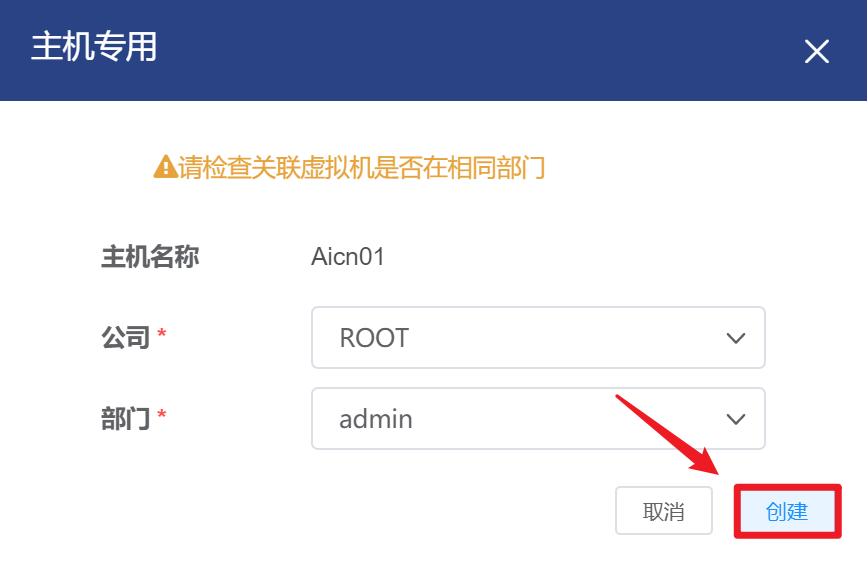 主机专用
请检查关联虚拟机是否在相同部门
主机名称 Aicn01
公司 * ROOT
部门 * admin
取消 创建